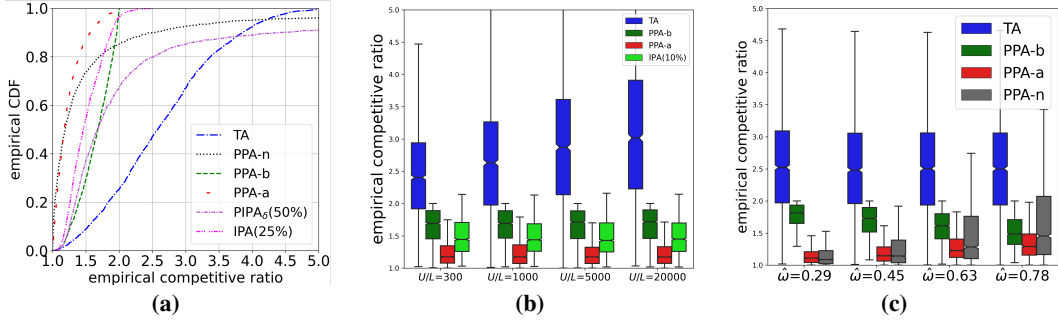 1.0
0.8
0.6
0.4
0.2
0.0
empirical CDF
TA
PPA-n
PPA-b
PPA-a
PIPAδ(50%)
IPA(25%)
1.0 1.5 2.0 2.5 3.0 3.5 4.0 4.5 5.0
empirical competitive ratio
(a)
5.0
4.5
4.0
3.5
3.0
2.5
2.0
1.5
1.0
empirical competitive ratio
TA
PPA-b
PPA-a
IPA(10%)
U/L=300 U/L=1000 U/L=5000 U/L=20000
(b)
5.0
4.5
4.0
3.5
3.0
2.5
2.0
1.5
1.0
empirical competitive ratio
TA
PPA-b
PPA-a
PPA-n
ω̂=0.29 ω̂=0.45 ω̂=0.63 ω̂=0.78
(c)